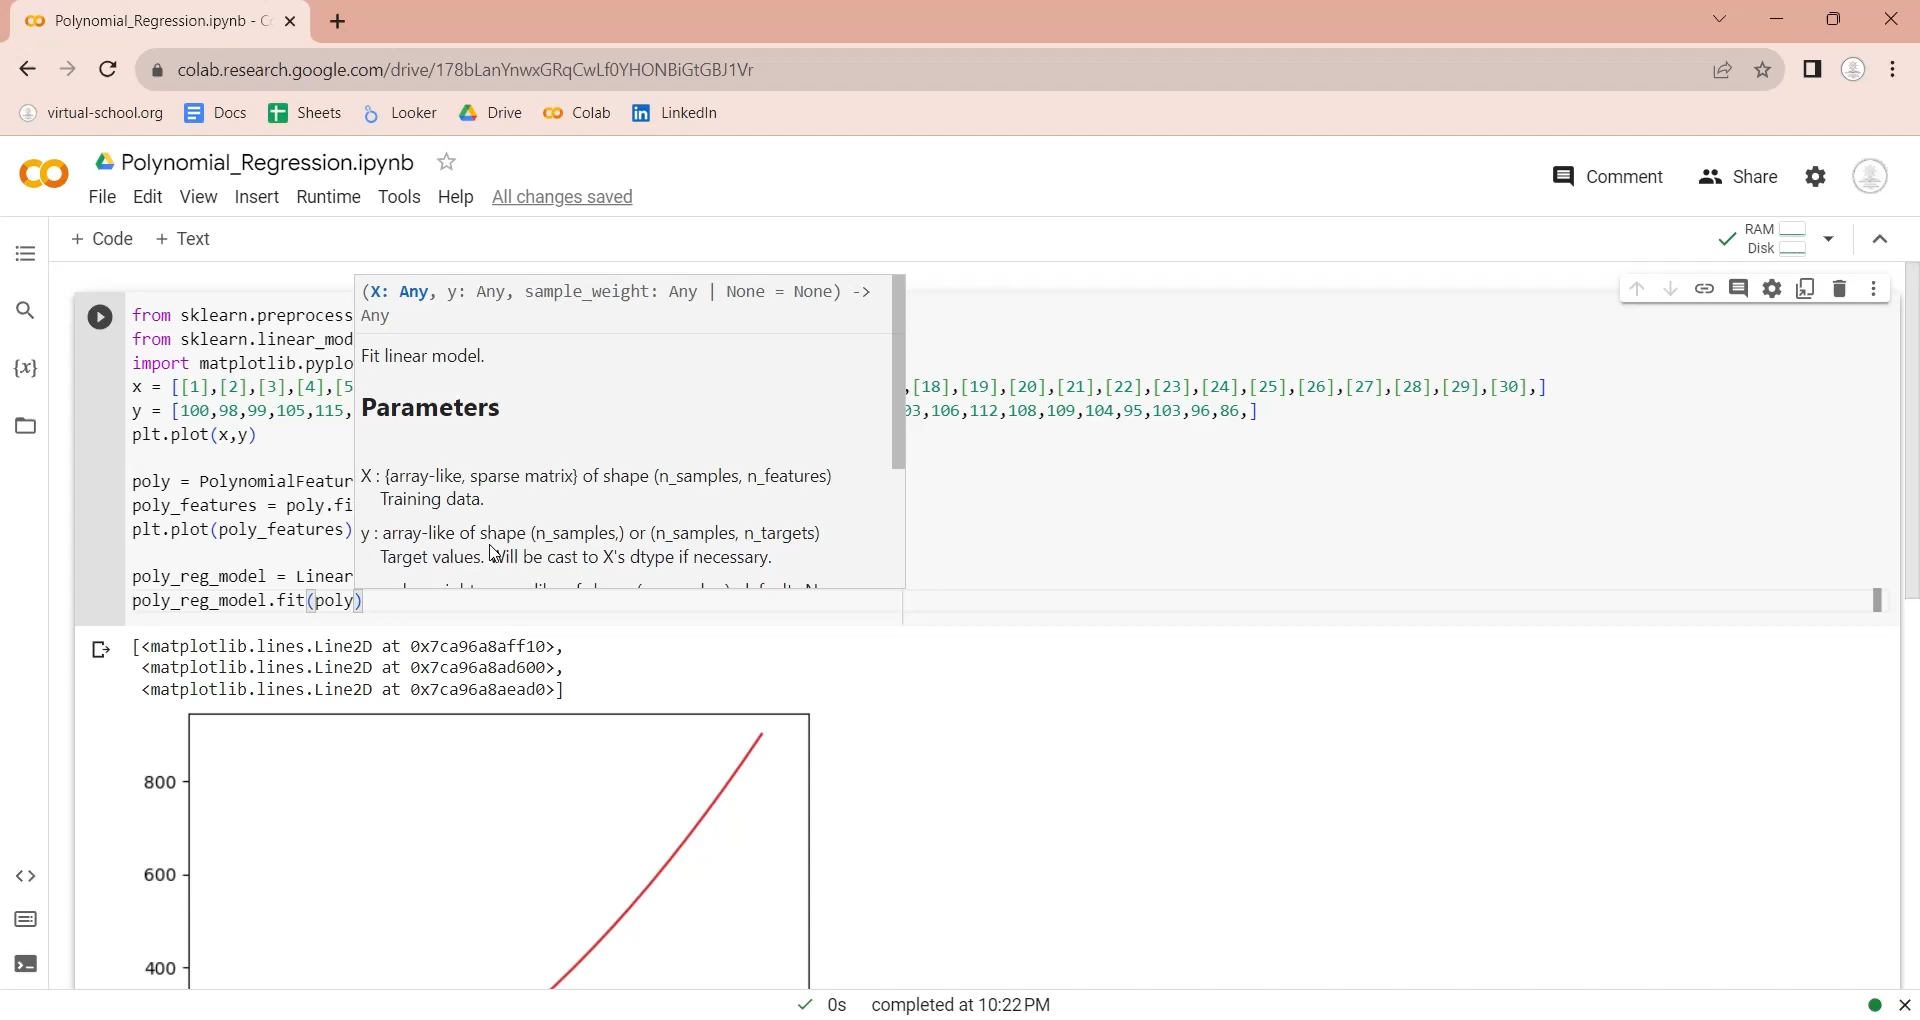 Polynomial_Regression.ipynb - C
colab.research.google.com/drive/178bLanYnwxGRqCwLf0YHONBiGtGBJ1Vr
virtual-school.org Docs Sheets Looker Drive Colab LinkedIn
Polynomial_Regression.ipynb
Comment Share
File Edit View Insert Runtime Tools Help All changes saved
+ Code + Text
RAM
Disk
(X: Any, y: Any, sample_weight: Any | None = None) ->
Any
Fit linear model.
Parameters
X : {array-like, sparse matrix} of shape (n_samples, n_features)
Training data.
y : array-like of shape (n_samples,) or (n_samples, n_targets)
Target values. Will be cast to X's dtype if necessary.
from sklearn.preprocess
from sklearn.linear_mod
import matplotlib.pyplo
x = [[1],[2],[3],[4],[5 ,[18],[19],[20],[21],[22],[23],[24],[25],[26],[27],[28],[29],[30],]
y = [100,98,99,105,115, 03,106,112,108,109,104,95,103,96,86,]
plt.plot(x,y)
poly = PolynomialFeatur
poly_features = poly.fi
plt.plot(poly_features)
poly_reg_model = Linear
poly_reg_model.fit(poly)
[<matplotlib.lines.Line2D at 0x7ca96a8aff10>,
<matplotlib.lines.Line2D at 0x7ca96a8ad600>,
<matplotlib.lines.Line2D at 0x7ca96a8aead0>]
800
600
400
0s completed at 10:22 PM